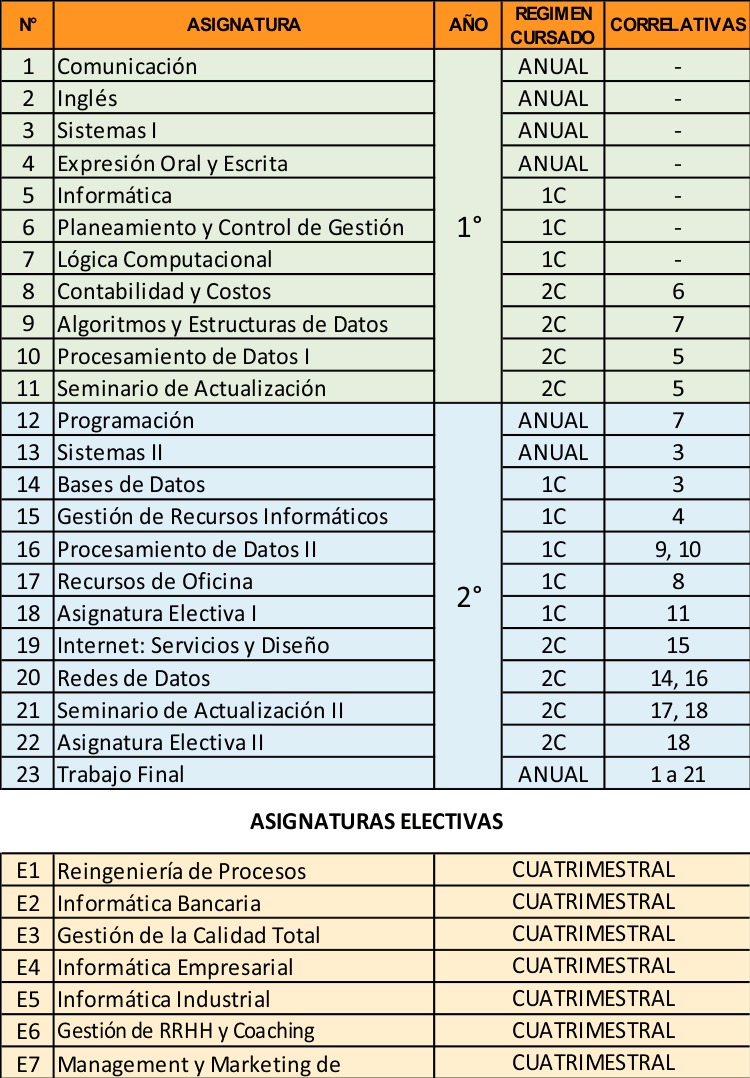 N° ASIGNATURA AÑO REGIMEN CURSADO CORRELATIVAS
1 Comunicación ANUAL -
2 Inglés ANUAL -
3 Sistemas I ANUAL -
4 Expresión Oral y Escrita ANUAL -
5 Informática 1C -
6 Planeamiento y Control de Gestión 1° 1C -
7 Lógica Computacional 1C -
8 Contabilidad y Costos 2C 6
9 Algoritmos y Estructuras de Datos 2C 7
10 Procesamiento de Datos I 2C 5
11 Seminario de Actualización 2C 5
12 Programación ANUAL 7
13 Sistemas II ANUAL 3
14 Bases de Datos 1C 3
15 Gestión de Recursos Informáticos 1C 4
16 Procesamiento de Datos II 1C 9, 10
17 Recursos de Oficina 1C 8
18 Asignatura Electiva I 2° 1C 11
19 Internet: Servicios y Diseño 2C 15
20 Redes de Datos 2C 14, 16
21 Seminario de Actualización II 2C 17, 18
22 Asignatura Electiva II 2C 18
23 Trabajo Final ANUAL 1 a 21
ASIGNATURAS ELECTIVAS
E1 Reingeniería de Procesos CUATRIMESTRAL
E2 Informática Bancaria CUATRIMESTRAL
E3 Gestión de la Calidad Total CUATRIMESTRAL
E4 Informática Empresarial CUATRIMESTRAL
E5 Informática Industrial CUATRIMESTRAL
E6 Gestión de RRHH y Coaching CUATRIMESTRAL
E7 Management y Marketing de CUATRIMESTRAL